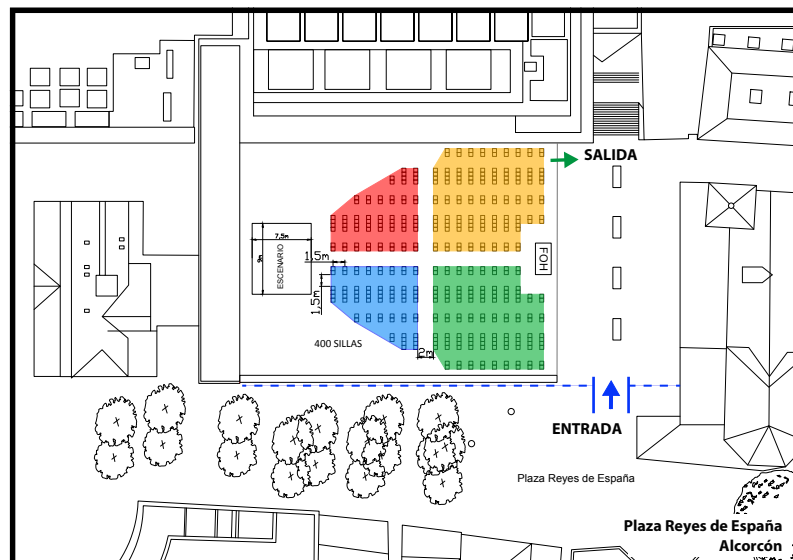 SALIDA
7,5m
9m
ESCENARIO
1,5m
FOH
1,5m
400 SILLAS
2m
ENTRADA
Plaza Reyes de España
Plaza Reyes de España
Alcorcón